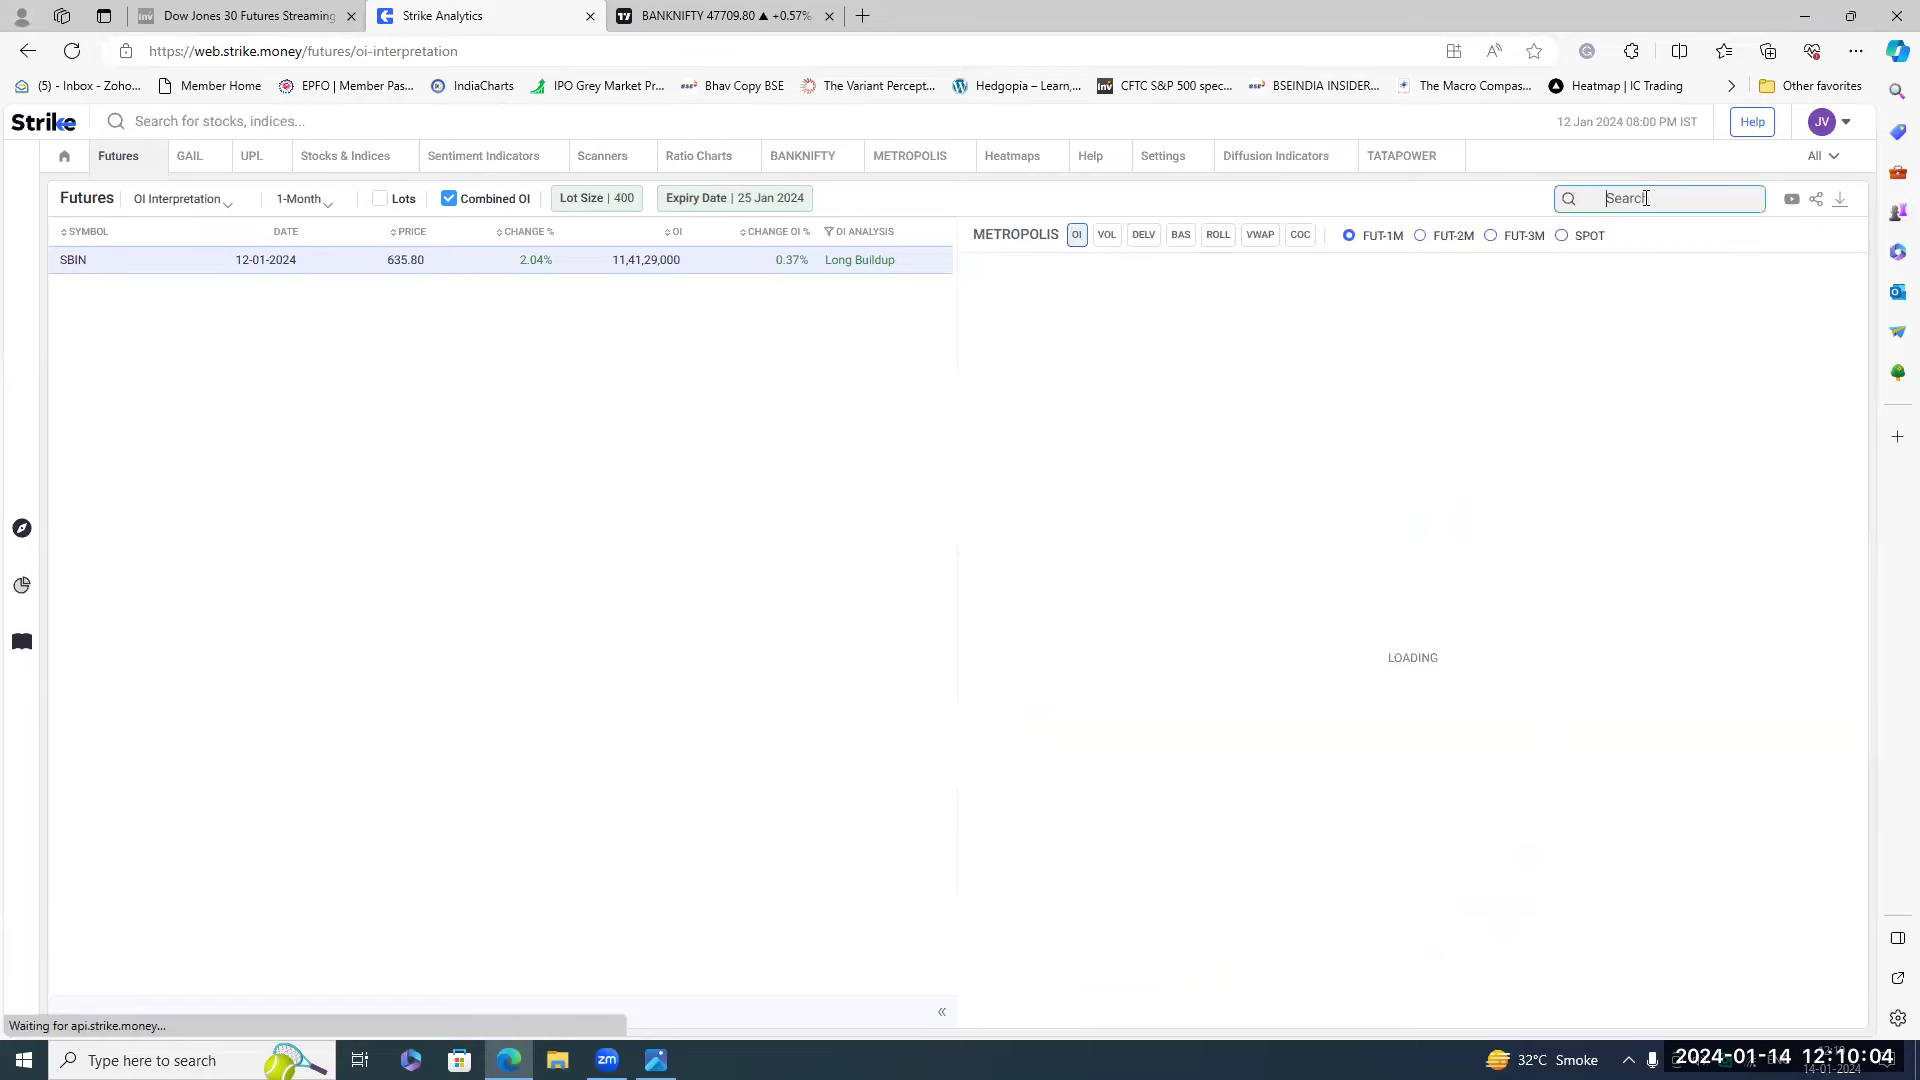 Dow Jones 30 Futures Streaming
Strike Analytics
BANKNIFTY 47709.80 ▲ +0.57%
https://web.strike.money/futures/oi-interpretation
(5) - Inbox - Zoho...
Member Home
EPFO | Member Pas...
IndiaCharts
IPO Grey Market Pr...
Bhav Copy BSE
The Variant Percept...
Hedgopia – Learn,...
CFTC S&P 500 spec...
BSEINDIA INSIDER...
The Macro Compas...
Heatmap | IC Trading
Other favorites
Strike
Search for stocks, indices...
12 Jan 2024 08:00 PM IST
Help
JV
Futures
GAIL
UPL
Stocks & Indices
Sentiment Indicators
Scanners
Ratio Charts
BANKNIFTY
METROPOLIS
Heatmaps
Help
Settings
Diffusion Indicators
TATAPOWER
All
Futures
OI Interpretation
1-Month
Lots
Combined OI
Lot Size | 400
Expiry Date | 25 Jan 2024
Search
SYMBOL DATE PRICE CHANGE % OI CHANGE OI % OI ANALYSIS
SBIN 12-01-2024 635.80 2.04% 11,41,29,000 0.37% Long Buildup
METROPOLIS OI VOL DELV BAS ROLL VWAP COC FUT-1M FUT-2M FUT-3M SPOT
LOADING
«
Waiting for api.strike.money...
Type here to search
zm
32°C Smoke
2024-01-14 12:10:04
14-01-2024